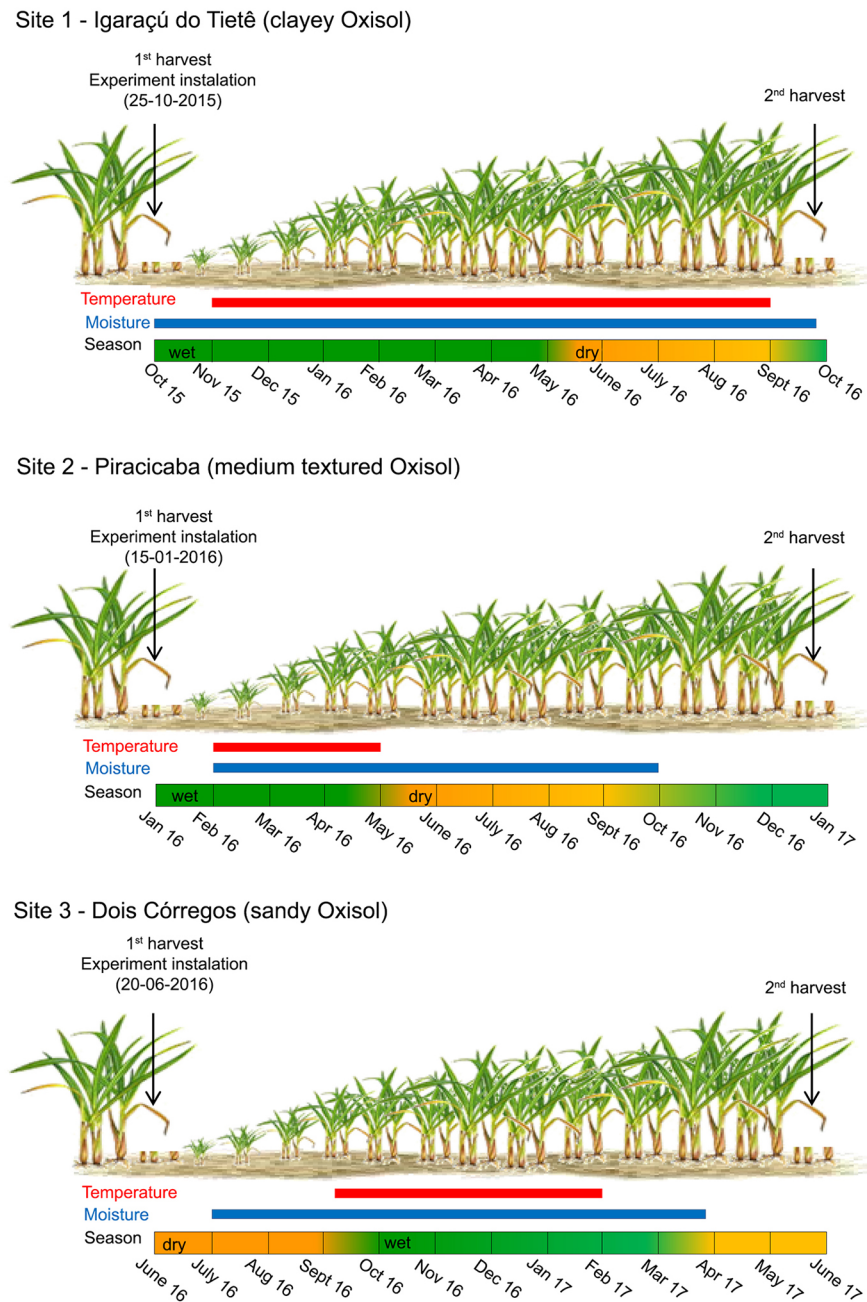 Site 1 - Igaraçú do Tietê (clayey Oxisol)
1st harvest
Experiment instalation
(25-10-2015)
2nd harvest
Temperature
Moisture
Season
wet
dry
Oct 15
Nov 15
Dec 15
Jan 16
Feb 16
Mar 16
Apr 16
May 16
June 16
July 16
Aug 16
Sept 16
Oct 16
Site 2 - Piracicaba (medium textured Oxisol)
1st harvest
Experiment instalation
(15-01-2016)
2nd harvest
Temperature
Moisture
Season
wet
dry
Jan 16
Feb 16
Mar 16
Apr 16
May 16
June 16
July 16
Aug 16
Sept 16
Oct 16
Nov 16
Dec 16
Jan 17
Site 3 - Dois Córregos (sandy Oxisol)
1st harvest
Experiment instalation
(20-06-2016)
2nd harvest
Temperature
Moisture
Season
dry
wet
June 16
July 16
Aug 16
Sept 16
Oct 16
Nov 16
Dec 16
Jan 17
Feb 17
Mar 17
Apr 17
May 17
June 17